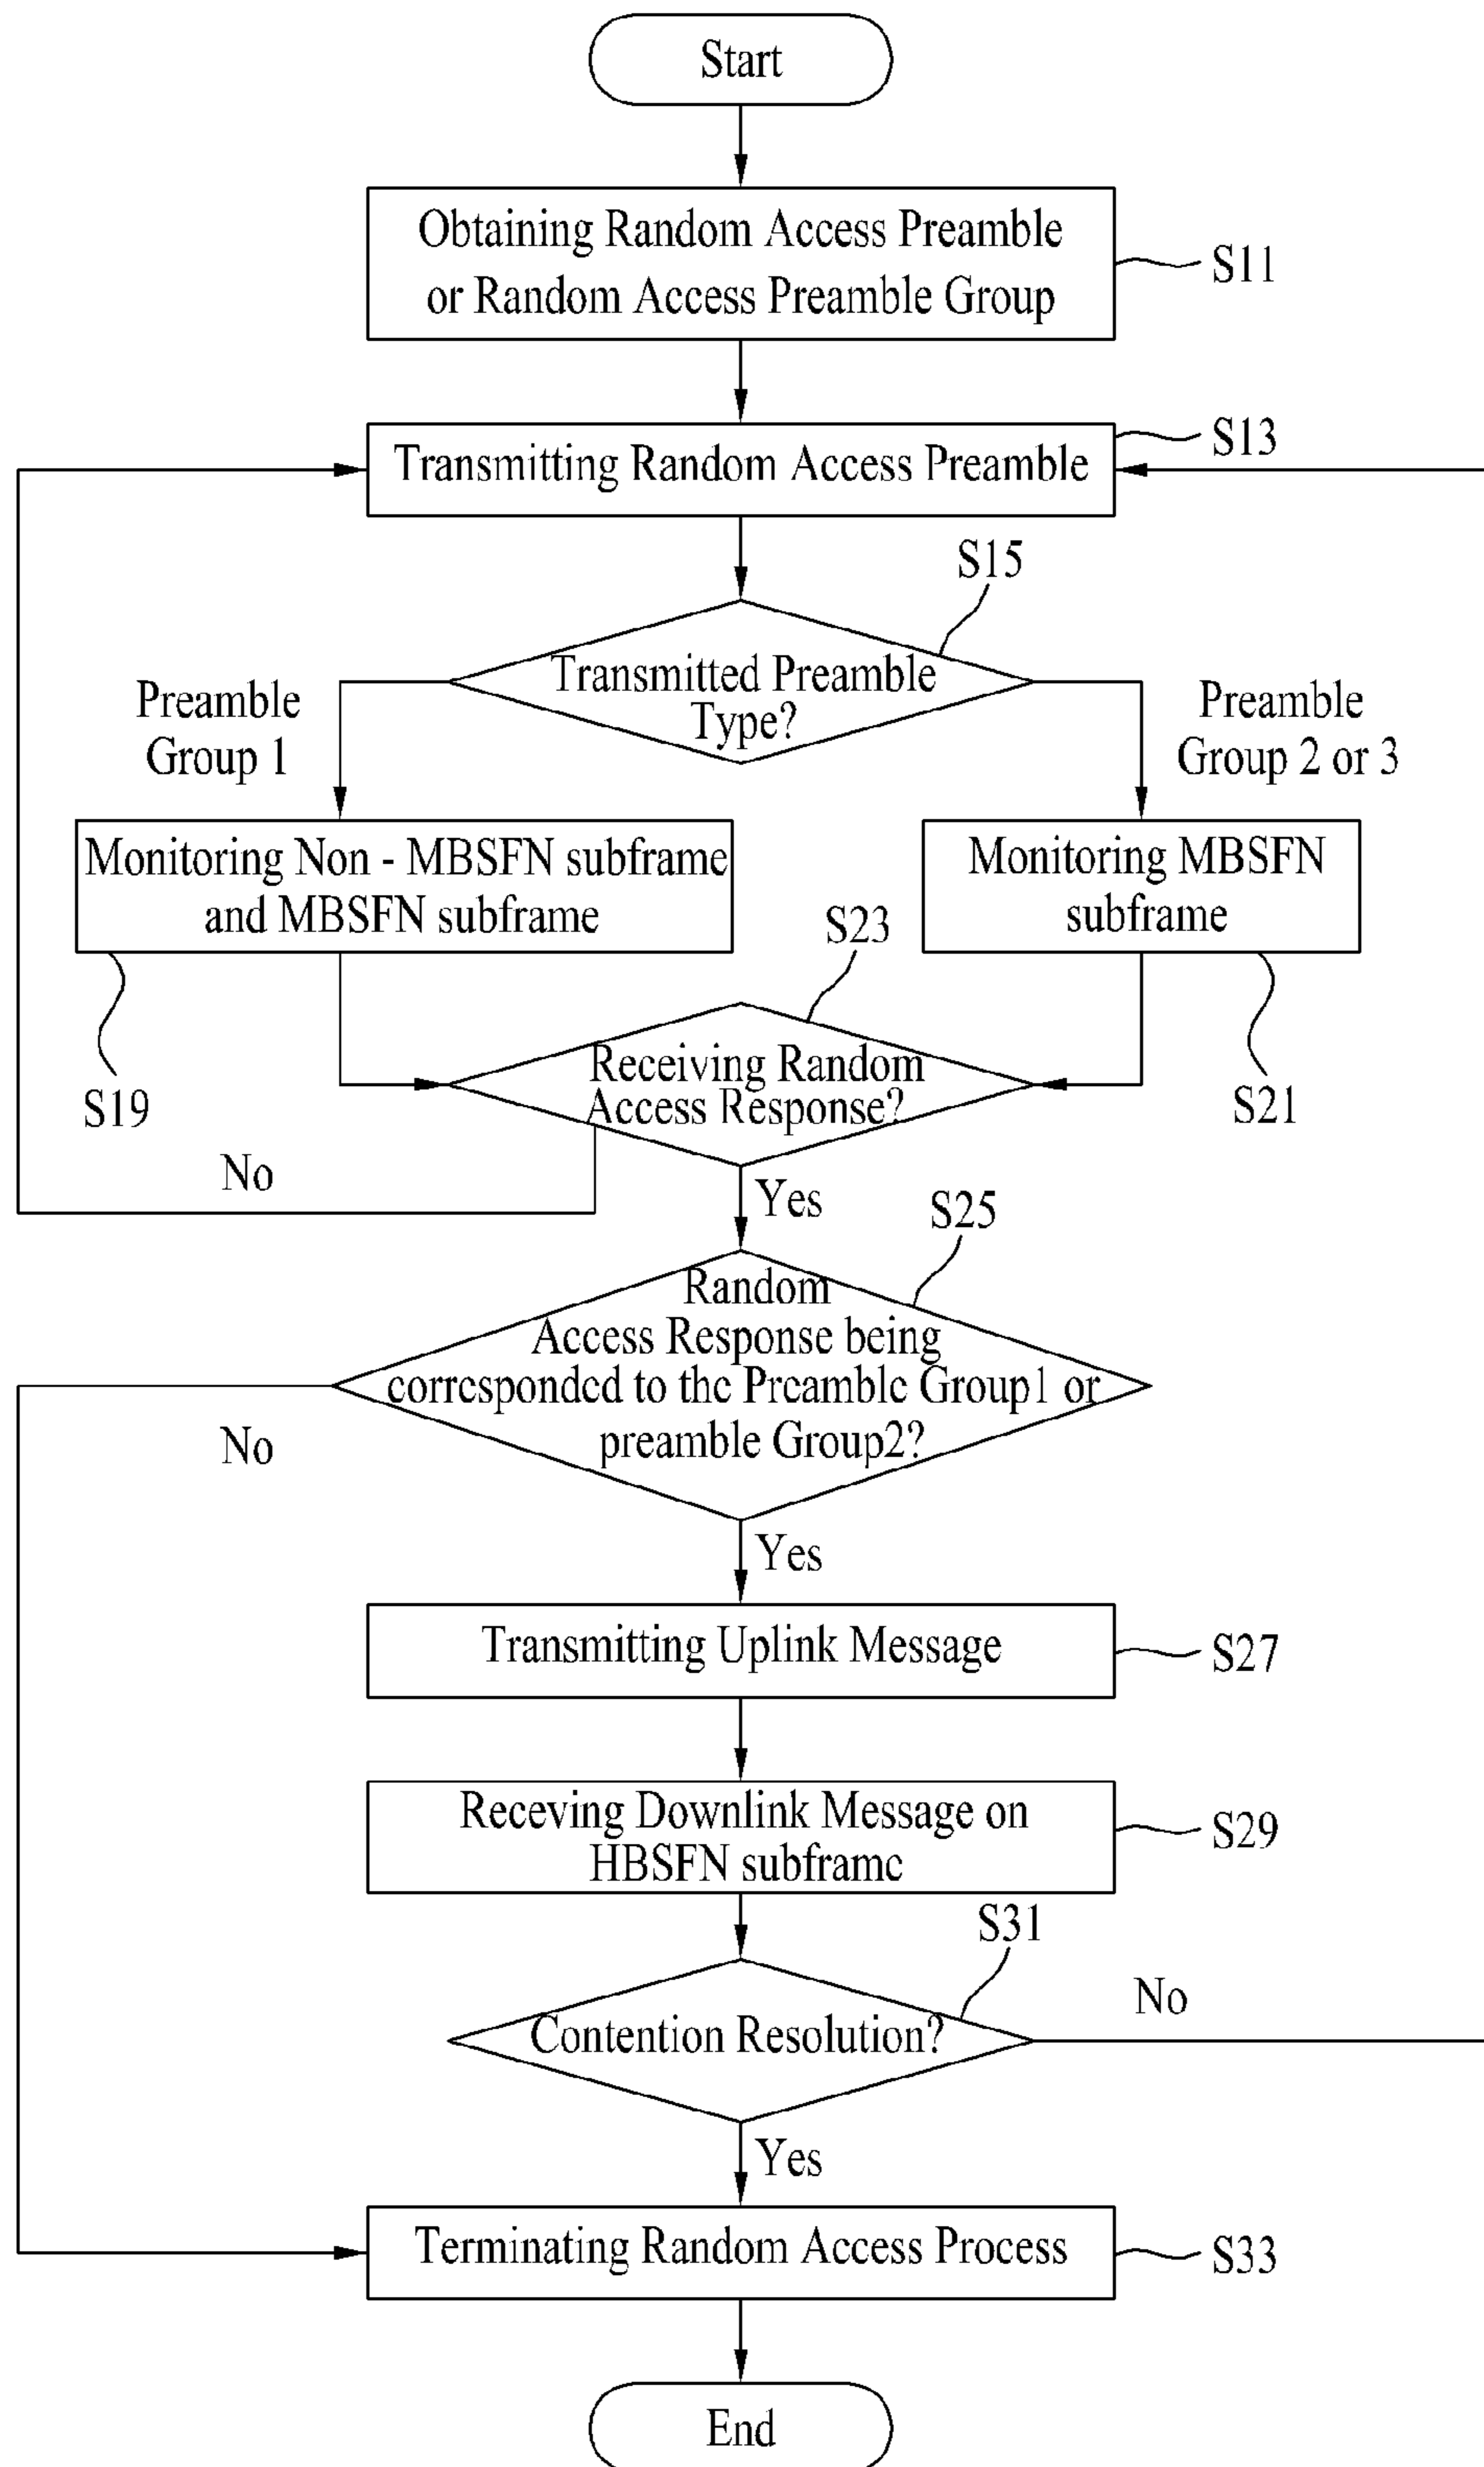 Start
Obtaining Random Access Preamble
or Random Access Preamble Group
S11
Transmitting Random Access Preamble
S13
S15
Transmitted Preamble
Type?
Preamble
Group 1
Preamble
Group 2 or 3
Monitoring Non - MBSFN subframe
and MBSFN subframe
S19
Monitoring MBSFN
subframe
S21
S23
Receiving Random
Access Response?
No
Yes
S25
Random
Access Response being
corresponded to the Preamble Group1 or
preamble Group2?
No
Yes
Transmitting Uplink Message
S27
Receving Downlink Message on
HBSFN subframe
S29
S31
Contention Resolution?
No
Yes
Terminating Random Access Process
S33
End